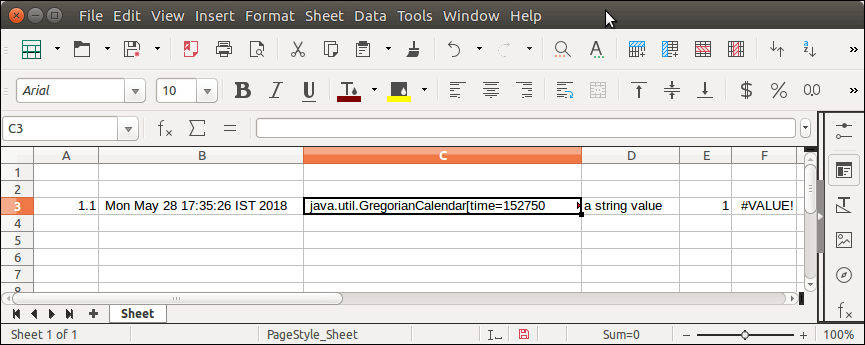 File Edit View Insert Format Sheet Data Tools Window Help
Arial 10 B I U T $ % 0,0 »
C3 fx Σ =
A B C D E F
1
2
3 1.1 Mon May 28 17:35:26 IST 2018 java.util.GregorianCalendar[time=152750 a string value 1 #VALUE!
4
5
6
7
8
Sheet
Sheet 1 of 1 PageStyle_Sheet Sum=0 100%